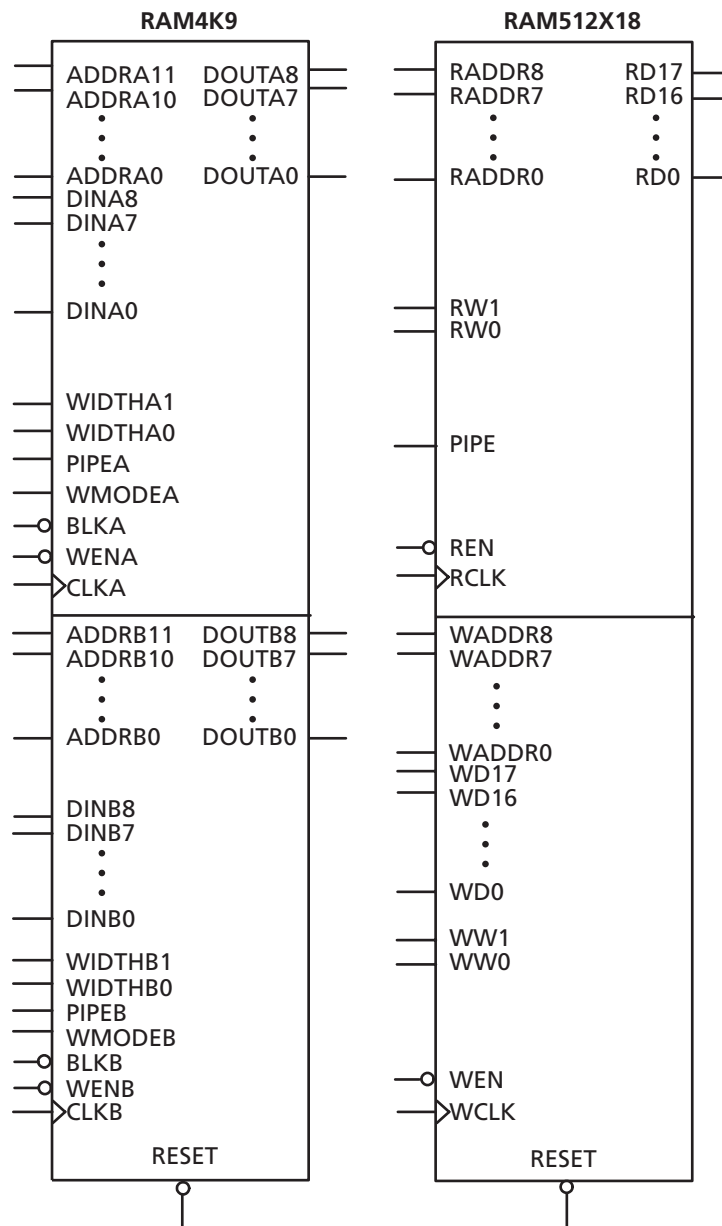 RAM4K9
ADDRA11 DOUTA8
ADDRA10 DOUTA7
ADDRA0 DOUTA0
DINA8
DINA7
DINA0
WIDTHA1
WIDTHA0
PIPEA
WMODEA
BLKA
WENA
CLKA
ADDRB11 DOUTB8
ADDRB10 DOUTB7
ADDRB0 DOUTB0
DINB8
DINB7
DINB0
WIDTHB1
WIDTHB0
PIPEB
WMODEB
BLKB
WENB
CLKB
RESET
RAM512X18
RADDR8 RD17
RADDR7 RD16
RADDR0 RD0
RW1
RW0
PIPE
REN
RCLK
WADDR8
WADDR7
WADDR0
WD17
WD16
WD0
WW1
WW0
WEN
WCLK
RESET